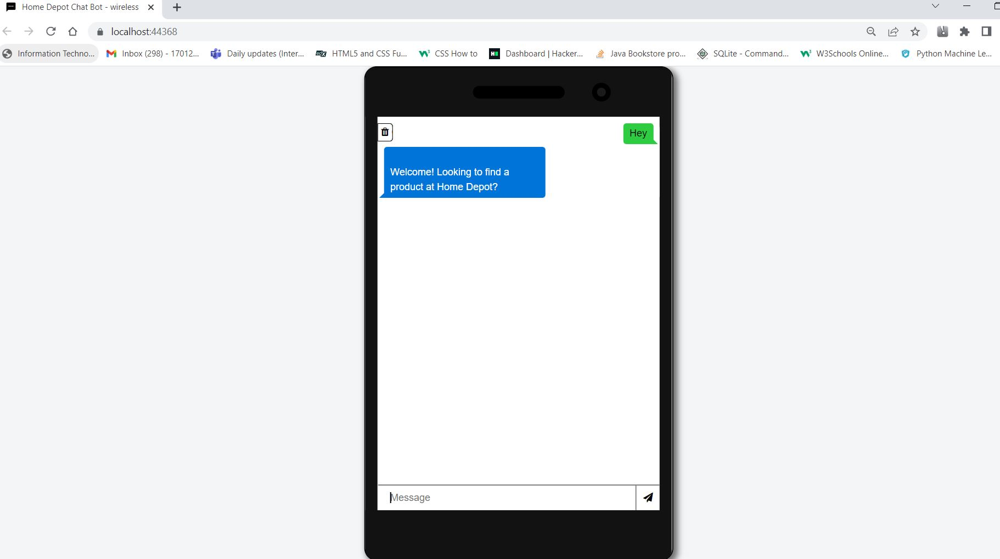 Home Depot Chat Bot - wireless
localhost:44368
Information Techno...
Inbox (298) - 17012...
Daily updates (Inter...
edX
HTML5 and CSS Fu...
CSS How to
Dashboard | Hacker...
Java Bookstore pro...
SQLite - Command...
W3Schools Online...
Python Machine Le...
Hey
Welcome! Looking to find a
product at Home Depot?
Message